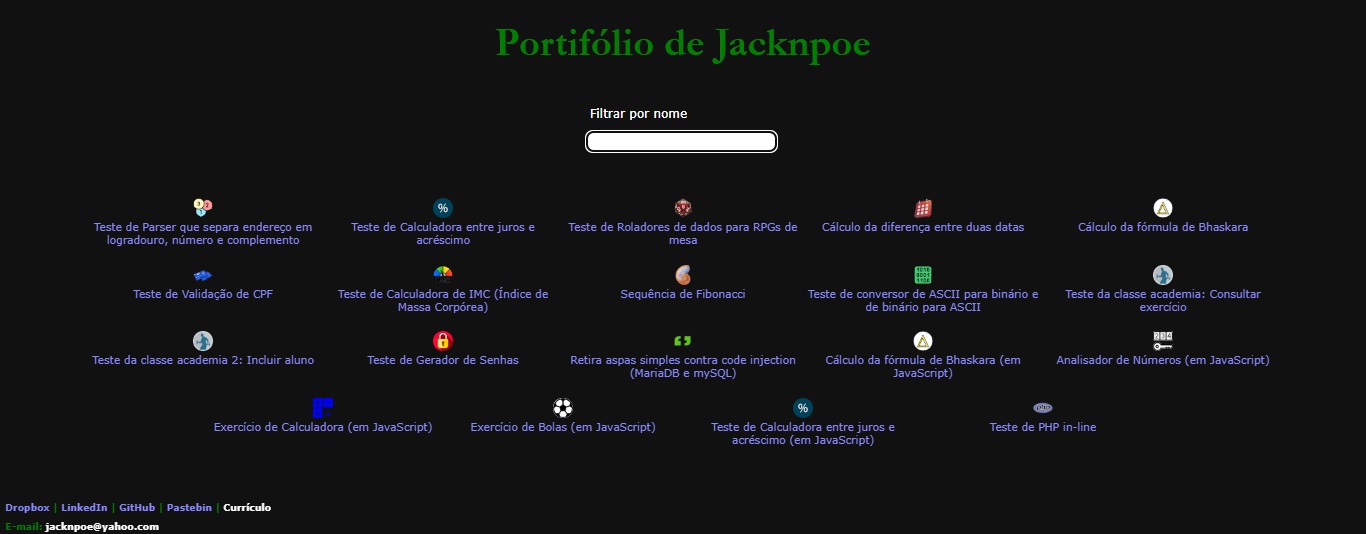 Portifólio de Jacknpoe
Filtrar por nome
Teste de Parser que separa endereço em
logradouro, número e complemento
Teste de Calculadora entre juros e
acréscimo
Teste de Roladores de dados para RPGs de
mesa
Cálculo da diferença entre duas datas
Cálculo da fórmula de Bhaskara
Teste de Validação de CPF
Teste de Calculadora de IMC (Índice de
Massa Corpórea)
Sequência de Fibonacci
Teste de conversor de ASCII para binário e
de binário para ASCII
Teste da classe academia: Consultar
exercício
Teste da classe academia 2: Incluir aluno
Teste de Gerador de Senhas
Retira aspas simples contra code injection
(MariaDB e mySQL)
Cálculo da fórmula de Bhaskara (em
JavaScript)
Analisador de Números (em JavaScript)
Exercício de Calculadora (em JavaScript)
Exercício de Bolas (em JavaScript)
Teste de Calculadora entre juros e
acréscimo (em JavaScript)
Teste de PHP in-line
Dropbox | LinkedIn | GitHub | Pastebin | Currículo
E-mail: jacknpoe@yahoo.com